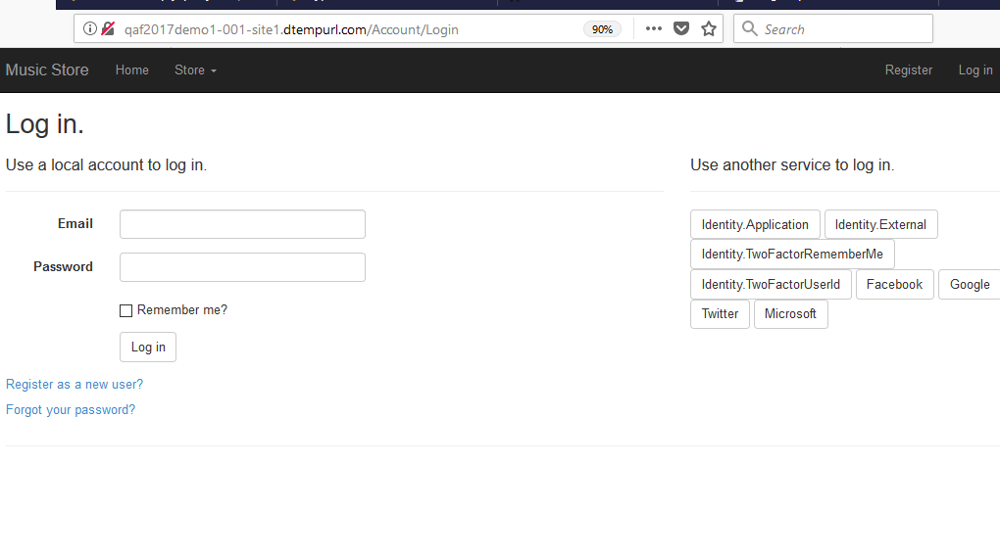 qaf2017demo1-001-site1.dtempurl.com/Account/Login 90% Search
Music Store Home Store Register Log in
Log in.
Use a local account to log in.
Use another service to log in.
Email
Password
Remember me?
Log in
Register as a new user?
Forgot your password?
Identity.Application Identity.External
Identity.TwoFactorRememberMe
Identity.TwoFactorUserId Facebook Google
Twitter Microsoft